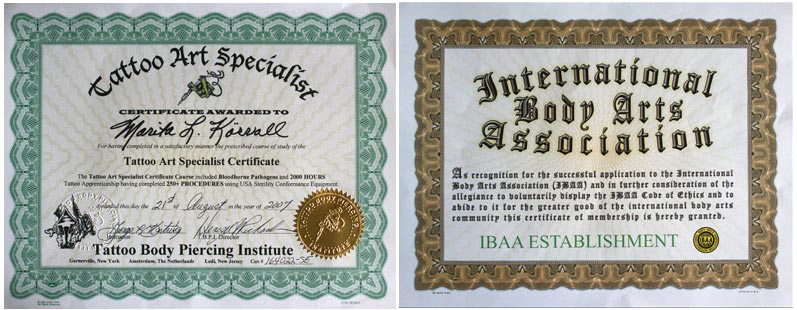 Tattoo Art Specialist
CERTIFICATE AWARDED TO
Marita L. Körvall
For having completed in a satisfactory manner the prescribed course of study of the
Tattoo Art Specialist Certificate
The Tattoo Art Specialist Certificate Course included Bloodborne Pathogens and 2000 HOURS
Tattoo Apprenticeship having completed 250+ PROCEDURES using USA Sterility Conformance Equipment.
this day the 21st of August in the year of 2007
Instructor T.B.P.I. Director
Tattoo Body Piercing Institute
Garnerville, New York Amsterdam, The Netherlands Lodi, New Jersey Cert #
International
Body Arts
Association
As recognition for the successful application to the International
Body Arts Association (IBAA) and in further consideration of the
allegiance to voluntarily display the IBAA Code of Ethics and to
abide to it for the greater good of the international body arts
community this certificate of membership is hereby granted.
IBAA ESTABLISHMENT
IBAA